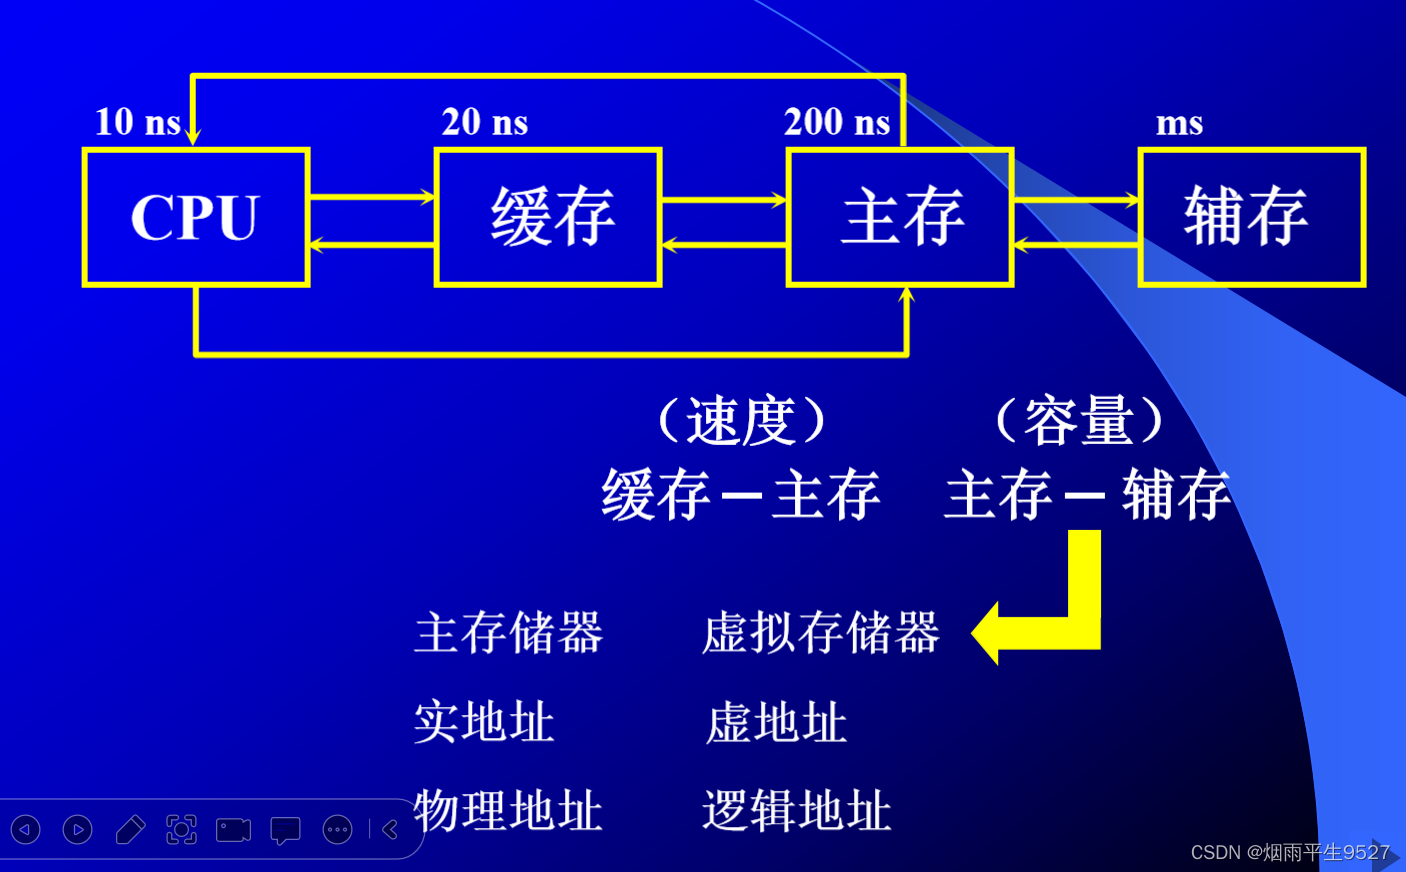 10 ns 20 ns 200 ns ms
CPU 缓存 主存 辅存
（速度） （容量）
缓存—主存 主存—辅存
主存储器 虚拟存储器
实地址 虚地址
物理地址 逻辑地址
CSDN @烟雨平生9527